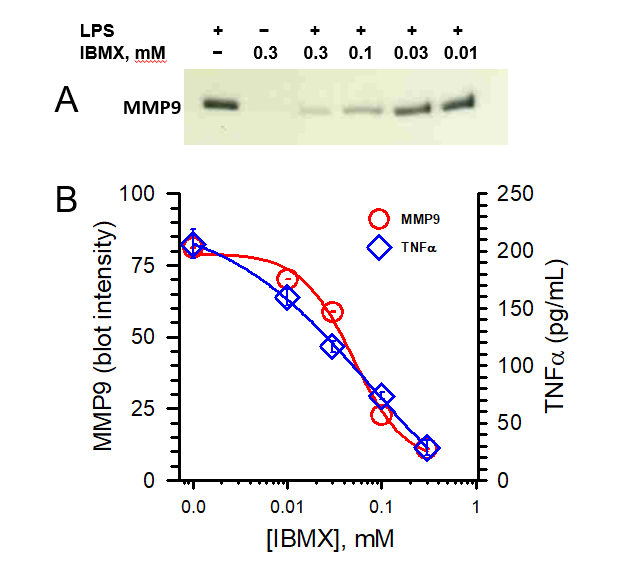 LPS + – + + + +
IBMX, mM – 0.3 0.3 0.1 0.03 0.01
A
MMP9
B
100 250
MMP9
TNFα
75 200
150
50
100
25
50
0 0
0.0 0.01 0.1 1
MMP9 (blot intensity)
TNFα (pg/mL)
[IBMX], mM